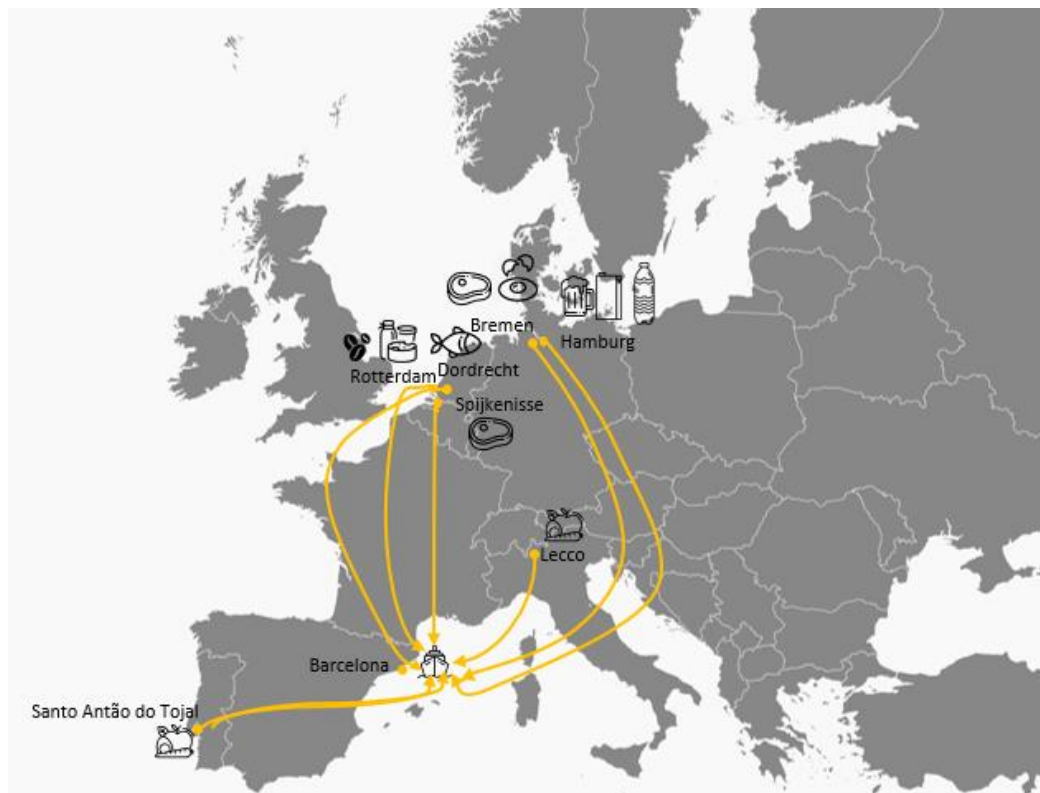 Bremen
Hamburg
Rotterdam
Dordrecht
Spijkenisse
Lecco
Barcelona
Santo Antão do Tojal